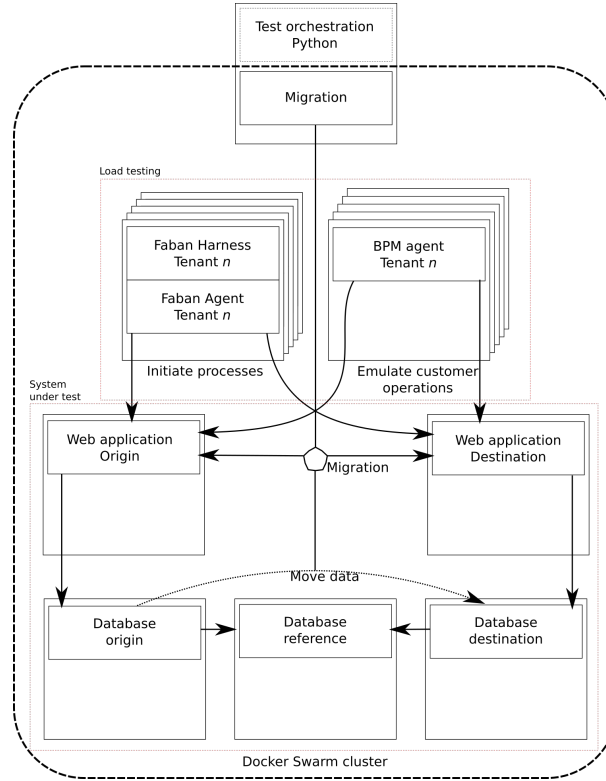 Test orchestration
Python
Migration
Load testing
Faban Harness
Tenant n
Faban Agent
Tenant n
BPM agent
Tenant n
Initiate processes
Emulate customer
operations
System
under test
Web application
Origin
Web application
Destination
Migration
Move data
Database
origin
Database
reference
Database
destination
Docker Swarm cluster